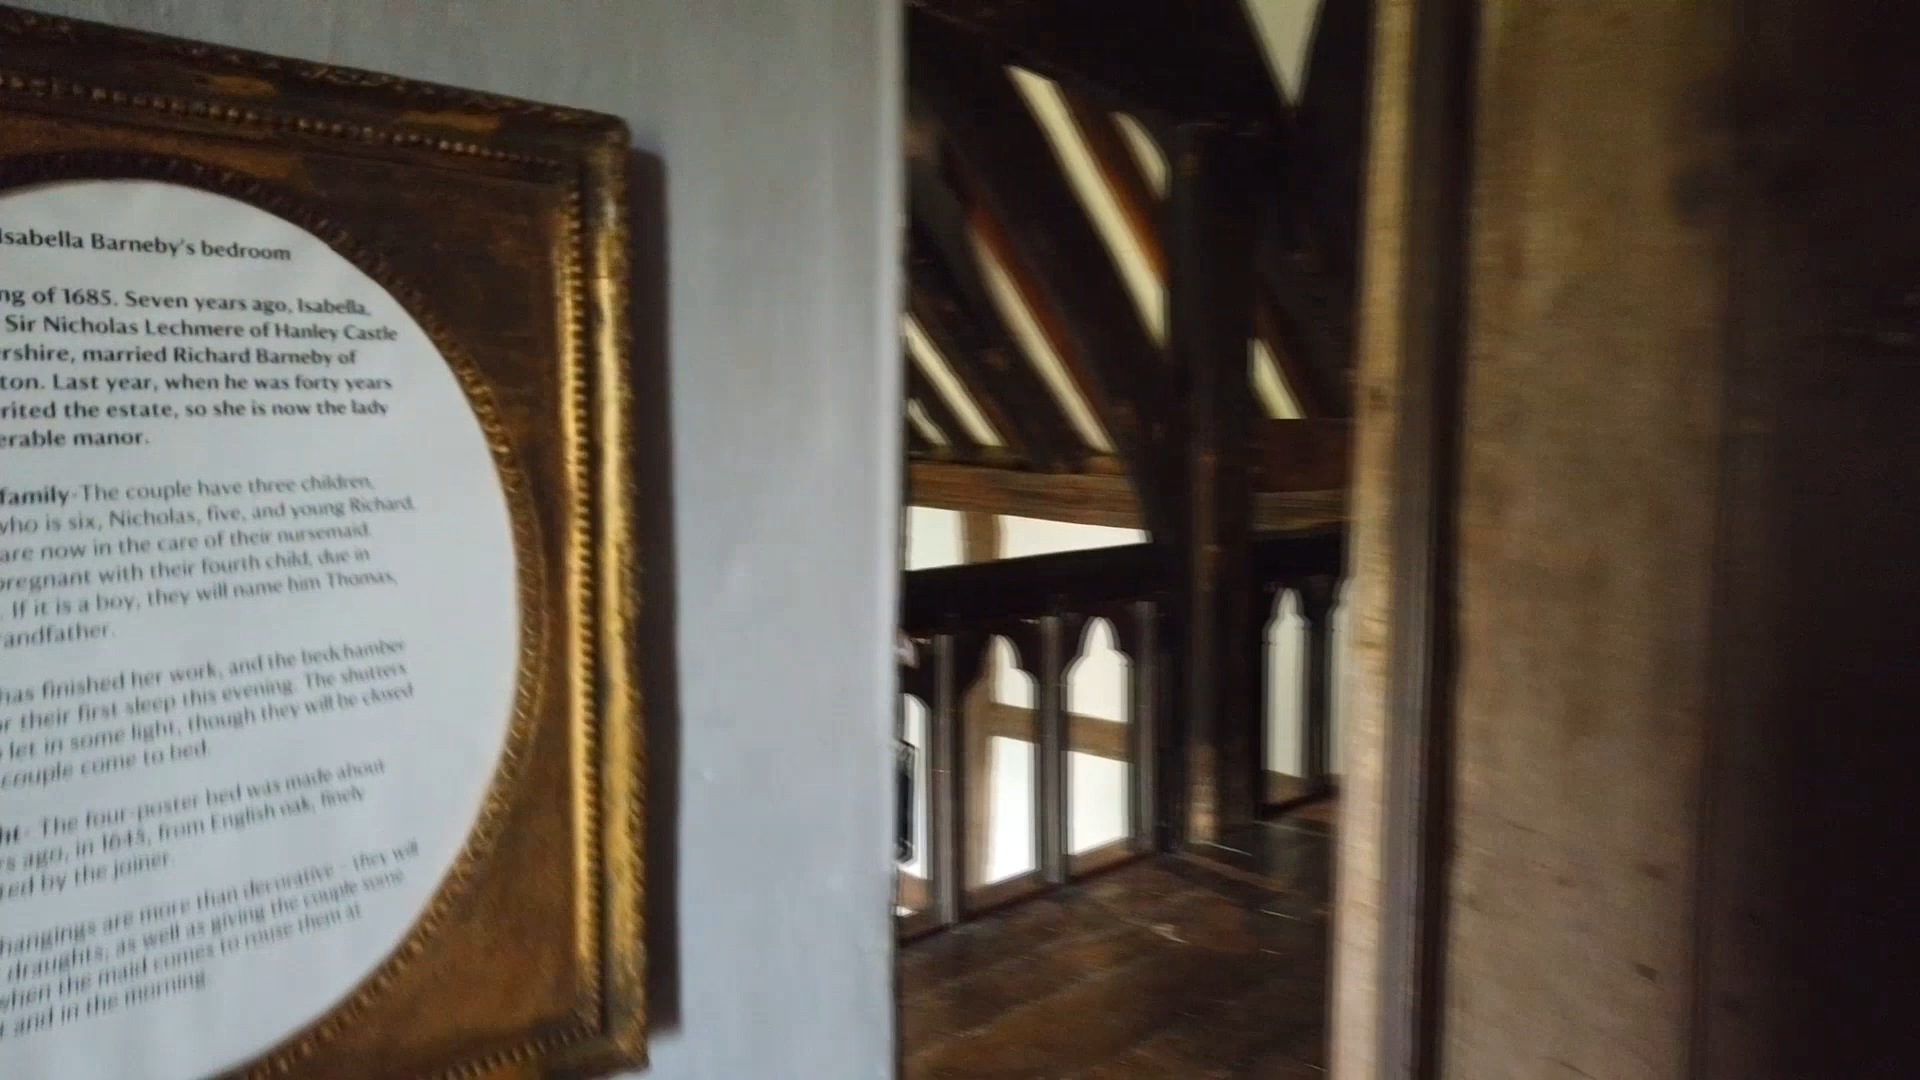 Isabella Barneby's bedroom
ng of 1685. Seven years ago, Isabella,
Sir Nicholas Lechmere of Hanley Castle
rshire, married Richard Barneby of
ton. Last year, when he was forty years
rited the estate, so she is now the lady
erable manor.
family-The couple have three children,
who is six, Nicholas, five, and young Richard.
are now in the care of their nursemaid.
pregnant with their fourth child, due in
. If it is a boy, they will name him Thomas,
randfather.
has finished her work, and the bedchamber
or their first sleep this evening. The shutters
let in some light, though they will be closed
couple come to bed.
ht- The four-poster bed was made about
rs ago, in 1645, from English oak, finely
red by the joiner.
hangings are more than decorative - they will
draughts, as well as giving the couple some
when the maid comes to rouse them at
t and in the morning.